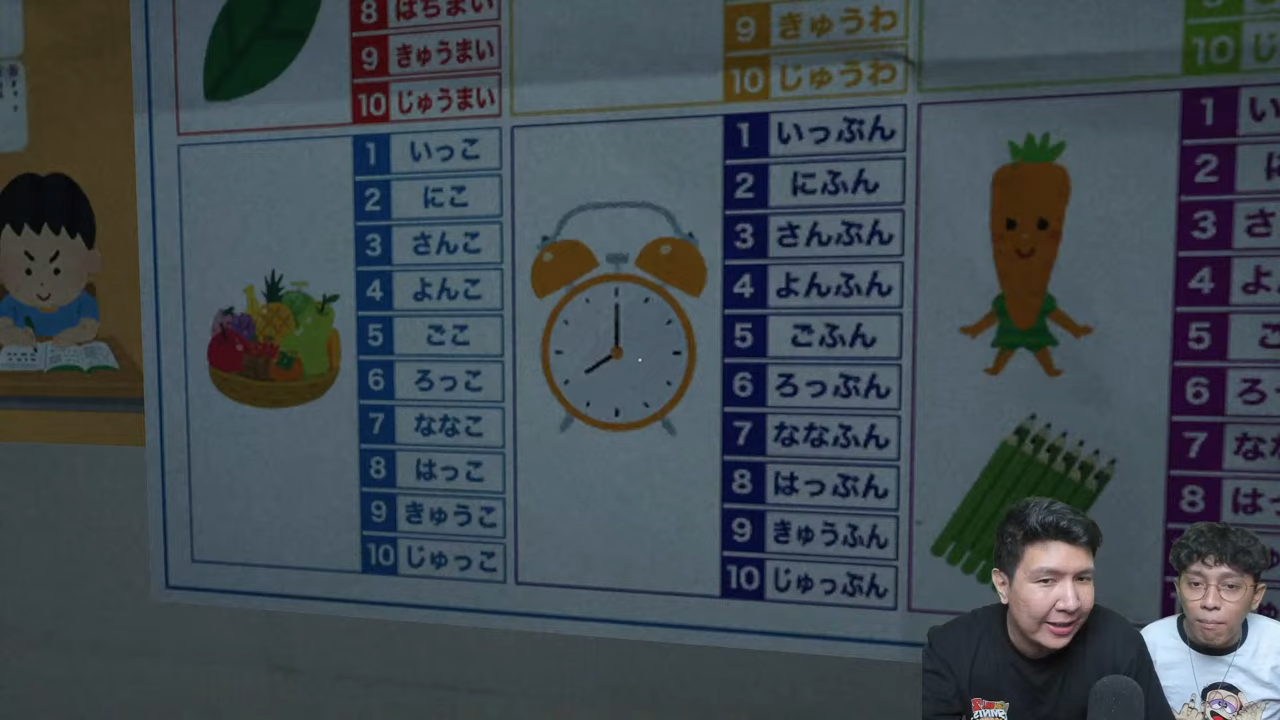 8 はちまい
9 きゅうまい
10 じゅうまい
9 きゅうわ
10 じゅうわ
10 じ
1 いっこ
2 にこ
3 さんこ
4 よんこ
5 ごこ
6 ろっこ
7 ななこ
8 はっこ
9 きゅうこ
10 じゅっこ
1 いっぷん
2 にふん
3 さんぷん
4 よんふん
5 ごふん
6 ろっぷん
7 ななふん
8 はっぷん
9 きゅうふん
10 じゅっぷん
1 い
2
3 さ
4 よ
5 ご
6 ろ
7 なな
8 はっ